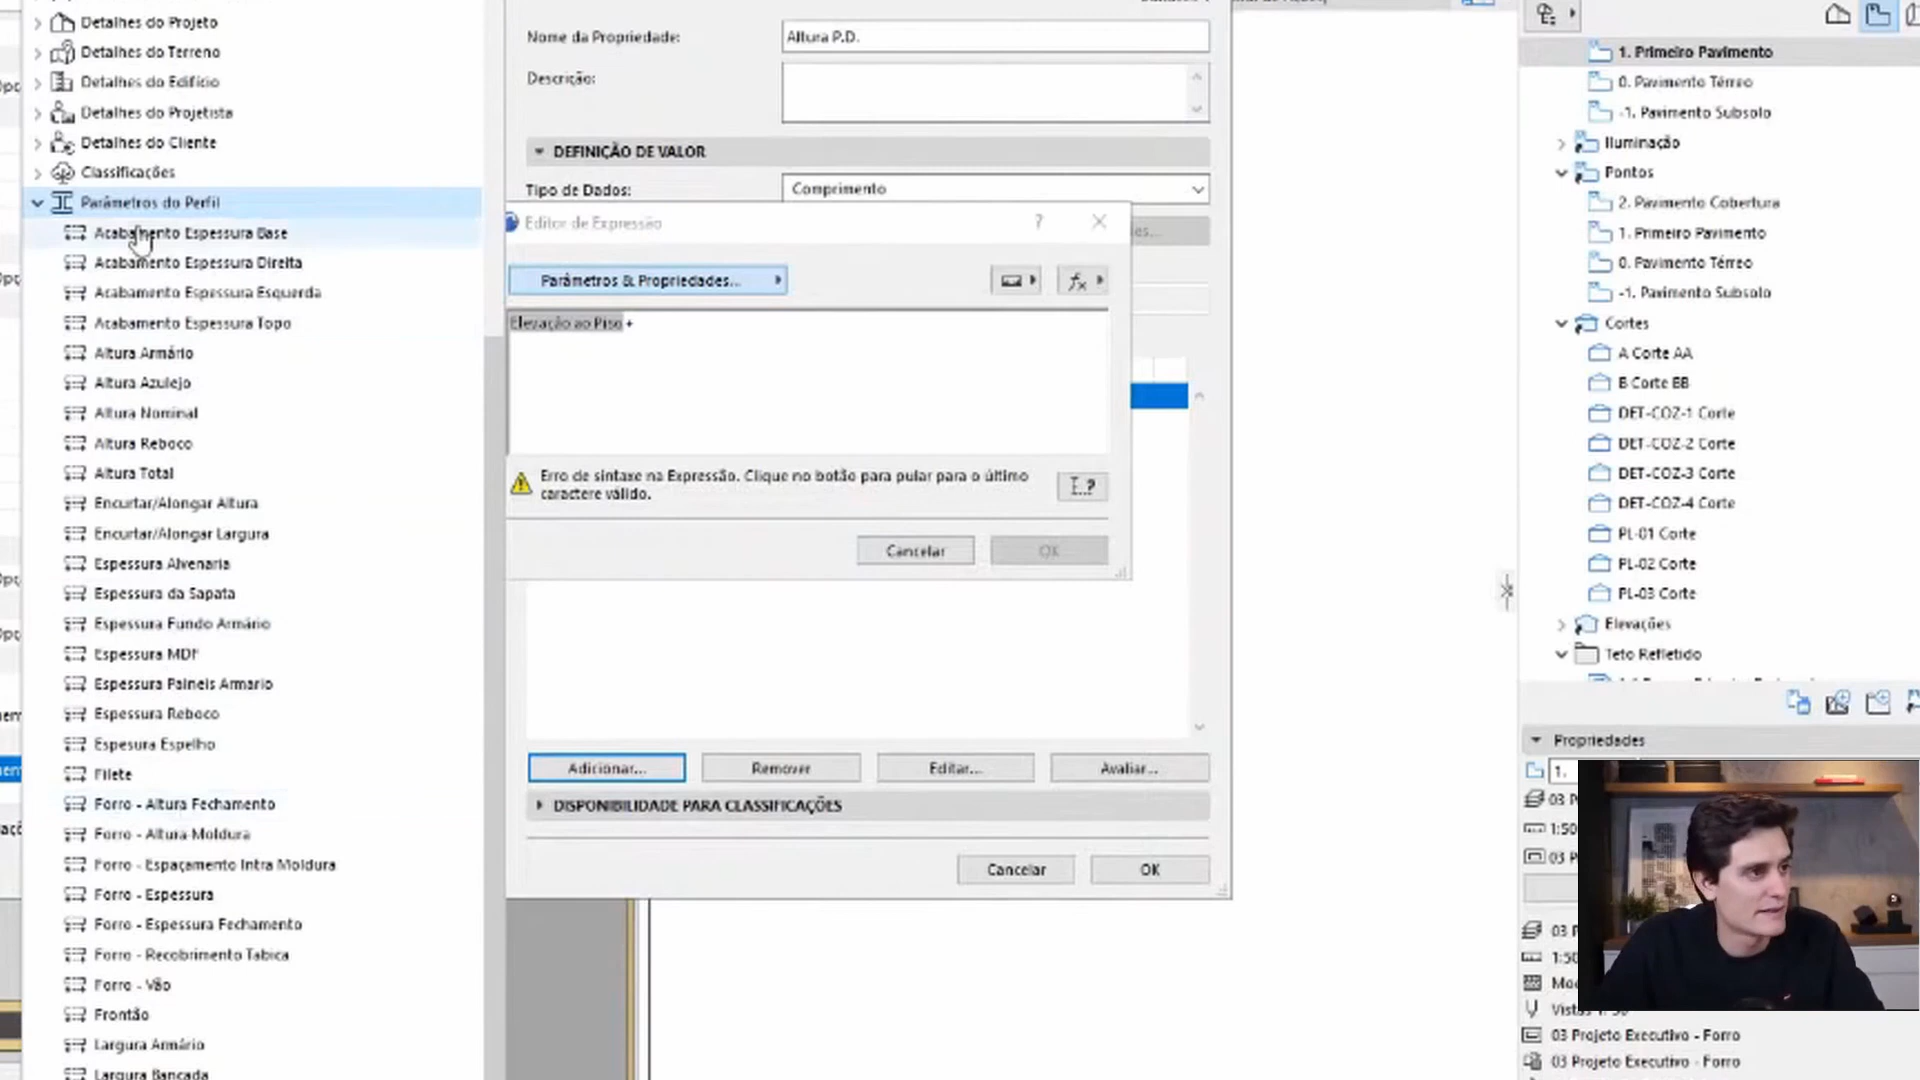 Detalhes do Projeto
Detalhes do Terreno
Detalhes do Edifício
Detalhes do Projetista
Detalhes do Cliente
Classificações
Parâmetros do Perfil
Acabamento Espessura Base
Acabamento Espessura Direita
Acabamento Espessura Esquerda
Acabamento Espessura Topo
Altura Armário
Altura Azulejo
Altura Nominal
Altura Reboco
Altura Total
Encurtar/Alongar Altura
Encurtar/Alongar Largura
Espessura Alvenaria
Espessura da Sapata
Espessura Fundo Armário
Espessura MDF
Espessura Paineis Armario
Espessura Reboco
Espesura Espelho
Filete
Forro - Altura Fechamento
Forro - Altura Moldura
Forro - Espaçamento Intra Moldura
Forro - Espessura
Forro - Espessura Fechamento
Forro - Recobrimento Tabica
Forro - Vão
Frontão
Largura Armário
Largura Bancada
Nome da Propriedade:
Altura P.D.
Descrição:
DEFINIÇÃO DE VALOR
Tipo de Dados:
Comprimento
Editor de Expressão
?
Parâmetros & Propriedades...
fx
Elevação ao Piso +
Erro de sintaxe na Expressão. Clique no botão para pular para o último
caractere válido.
Cancelar
OK
Adicionar...
Remover
Editar...
Avaliar...
DISPONIBILIDADE PARA CLASSIFICAÇÕES
Cancelar
OK
1. Primeiro Pavimento
0. Pavimento Térreo
-1. Pavimento Subsolo
Iluminação
Pontos
2. Pavimento Cobertura
1. Primeiro Pavimento
0. Pavimento Térreo
-1. Pavimento Subsolo
Cortes
A Corte AA
B Corte BB
DET-COZ-1 Corte
DET-COZ-2 Corte
DET-COZ-3 Corte
DET-COZ-4 Corte
PL-01 Corte
PL-02 Corte
PL-03 Corte
Elevações
Teto Refletido
Propriedades
1.
03 P
1:50
03 P
03 P
1:50
03 Projeto Executivo - Forro
03 Projeto Executivo - Forro